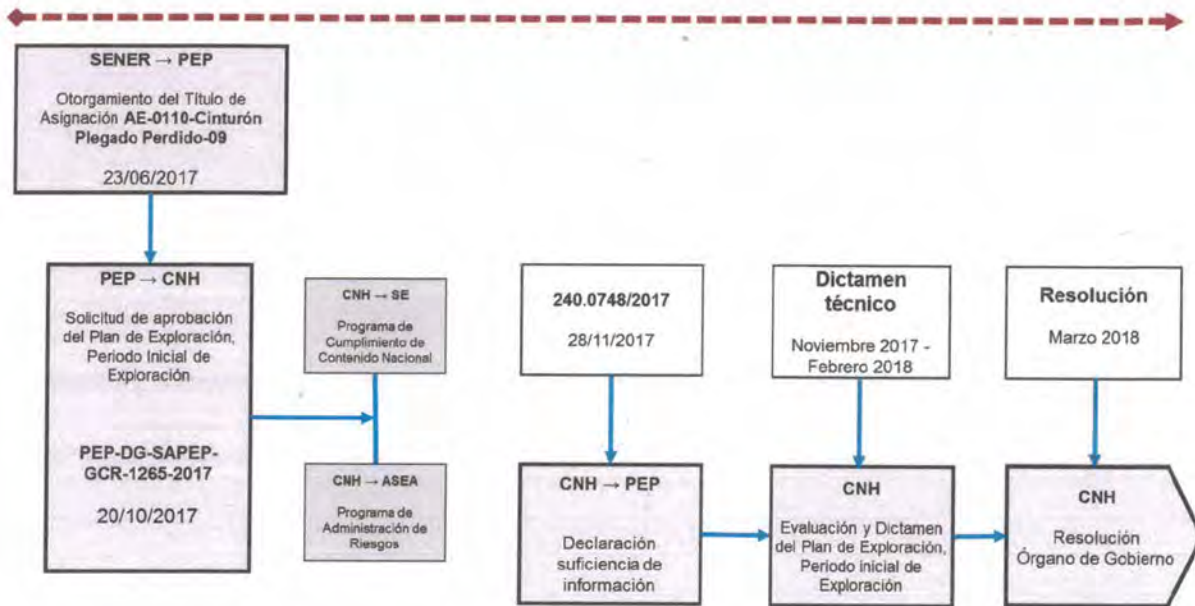 SENER → PEP
Otorgamiento del Título de
Asignación AE-0110-Cinturón
Plegado Perdido-09
23/06/2017
PEP → CNH
Solicitud de aprobación
del Plan de Exploración,
Periodo Inicial de
Exploración
PEP-DG-SAPEP-
GCR-1265-2017
20/10/2017
CNH → SE
Programa de
Cumplimiento de
Contenido Nacional
CNH → ASEA
Programa de
Administración de
Riesgos
240.0748/2017
28/11/2017
CNH → PEP
Declaración
suficiencia de
información
Dictamen
técnico
Noviembre 2017 -
Febrero 2018
CNH
Evaluación y Dictamen
del Plan de Exploración,
Periodo inicial de
Exploración
Resolución
Marzo 2018
CNH
Resolución
Órgano de Gobierno